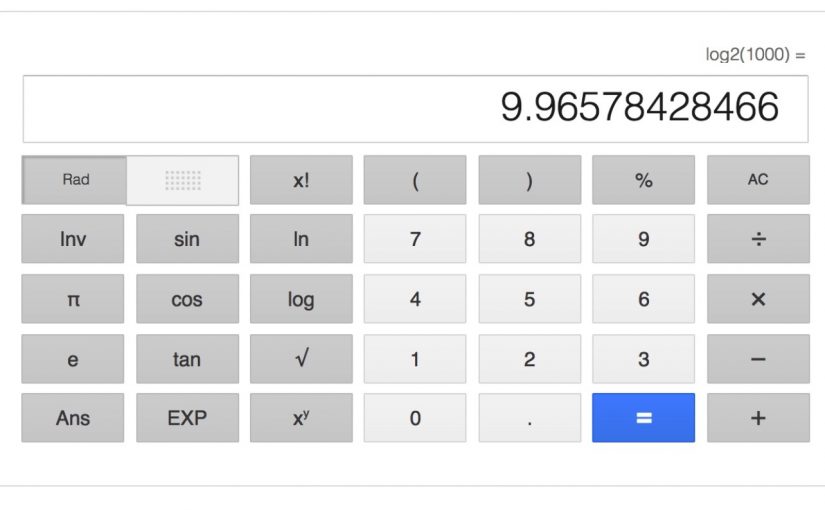 log2(1000) =
9.96578428466
Rad x! ( ) % AC
Inv sin ln 7 8 9 ÷
π cos log 4 5 6 ×
e tan √ 1 2 3 −
Ans EXP xʸ 0 . = +